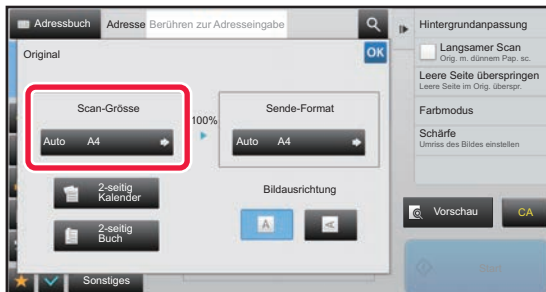 Adressbuch
Adresse Berühren zur Adresseingabe
Original
OK
Scan-Grösse
Auto A4
100%
Sende-Format
Auto A4
2-seitig
Kalender
2-seitig
Buch
Bildausrichtung
A
A
Sonstiges
Hintergrundanpassung
Langsamer Scan
Orig. m. dünnem Pap. sc.
Leere Seite überspringen
Leere Seite im Orig. überspr.
Farbmodus
Schärfe
Umriss des Bildes einstellen
Vorschau
CA
Start